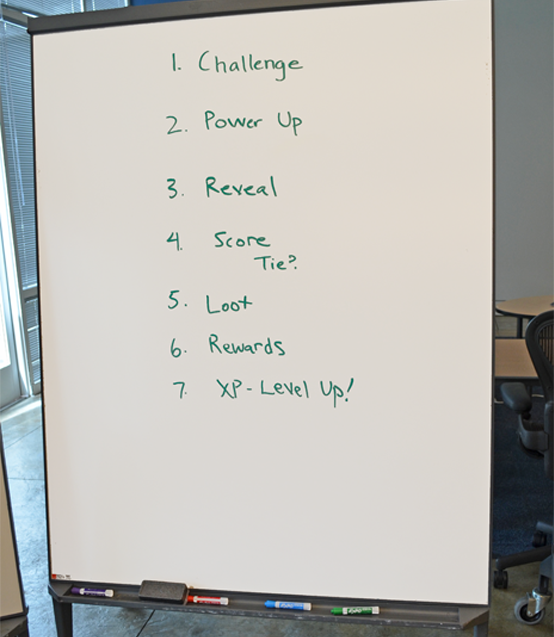 1. Challenge
2. Power Up
3. Reveal
4. Score
Tie?
5. Loot
6. Rewards
7. XP-Level Up!